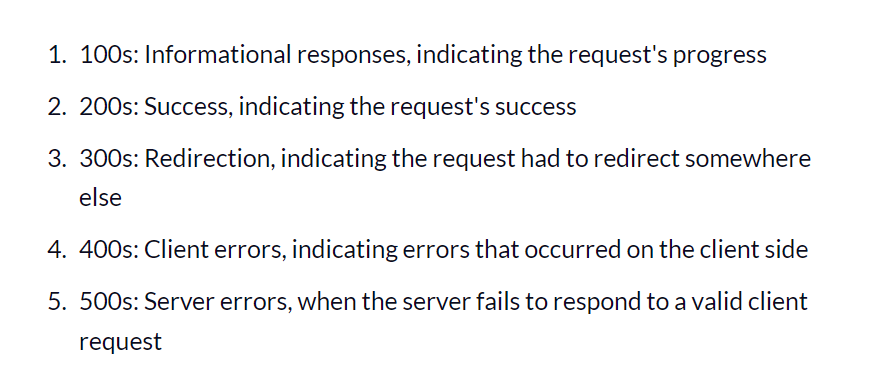 1. 100s: Informational responses, indicating the request's progress
2. 200s: Success, indicating the request's success
3. 300s: Redirection, indicating the request had to redirect somewhere
else
4. 400s: Client errors, indicating errors that occurred on the client side
5. 500s: Server errors, when the server fails to respond to a valid client
request